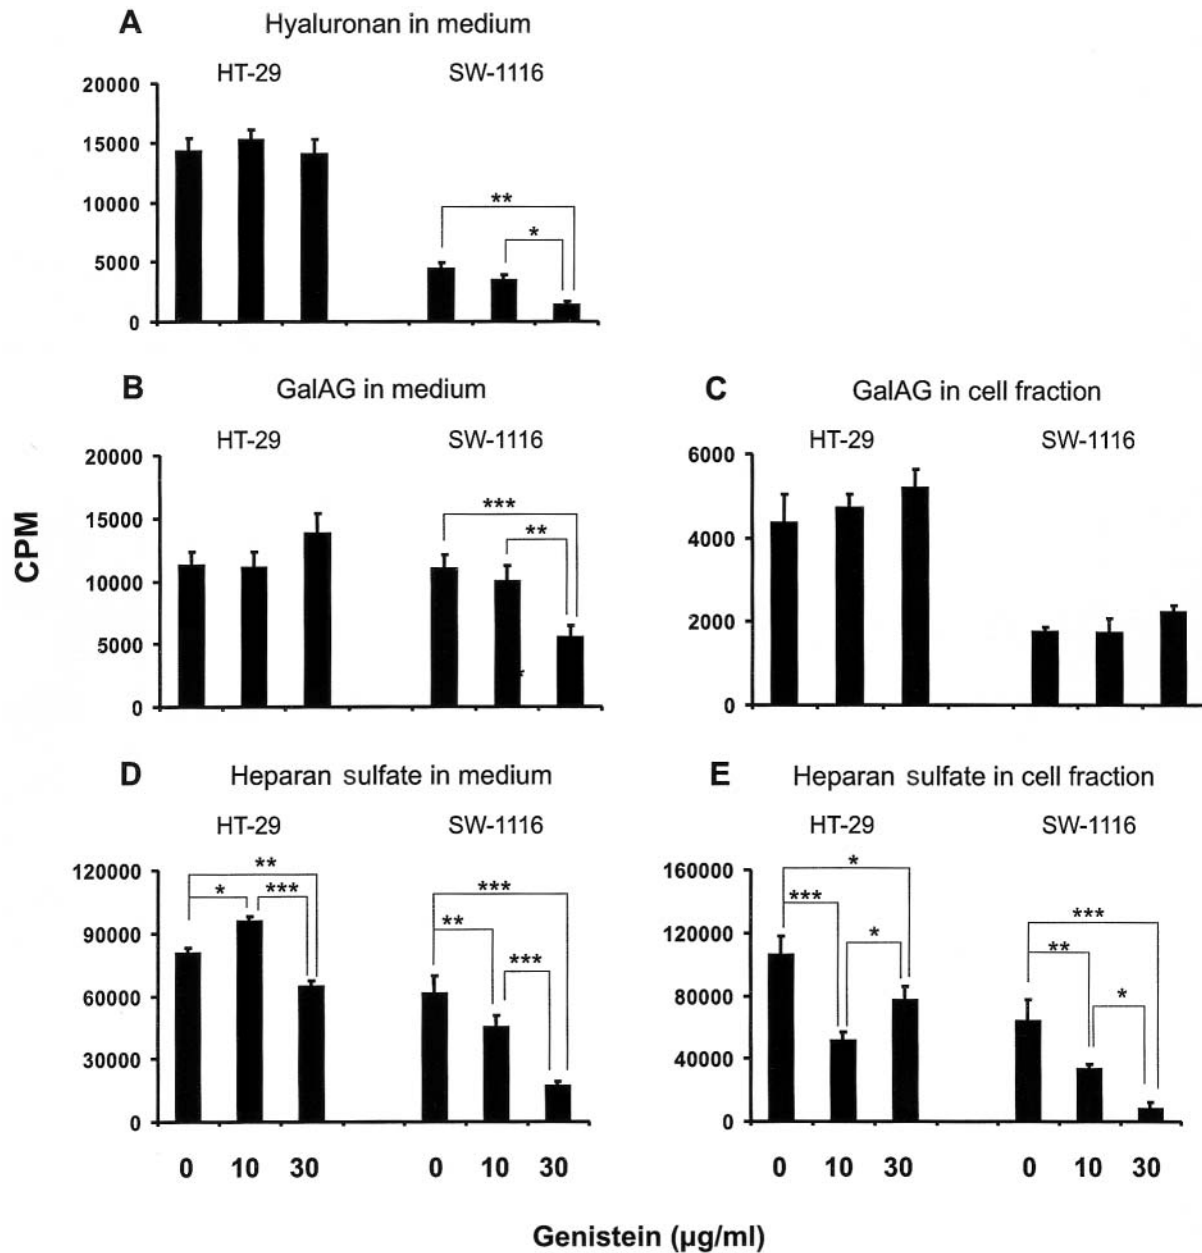 A Hyaluronan in medium
HT-29 SW-1116
20000
15000
10000
5000
0
**
*
B GalAG in medium
HT-29 SW-1116
20000
15000
10000
5000
0
***
**
C GalAG in cell fraction
HT-29 SW-1116
6000
4000
2000
0
CPM
D Heparan sulfate in medium
HT-29 SW-1116
120000
90000
60000
30000
0
**
* ***
***
**
***
0 10 30 0 10 30
E Heparan sulfate in cell fraction
HT-29 SW-1116
160000
120000
80000
40000
0
*
***
*
***
**
*
0 10 30 0 10 30
Genistein (µg/ml)